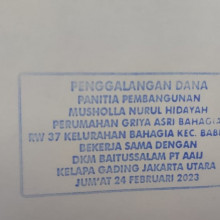 PENGGALANGAN DANA
PANITIA PEMBANGUNAN
MUSHOLLA NURUL HIDAYAH
PERUMAHAN GRIYA ASRI BAHAGIA
RW 37 KELURAHAN BAHAGIA KEC.
BEKERJA SAMA DENGAN
DKM BAITUSSALAM PT AAIJ
KELAPA GADING JAKARTA UTARA
JUM'AT 24 FEBRUARI 2023